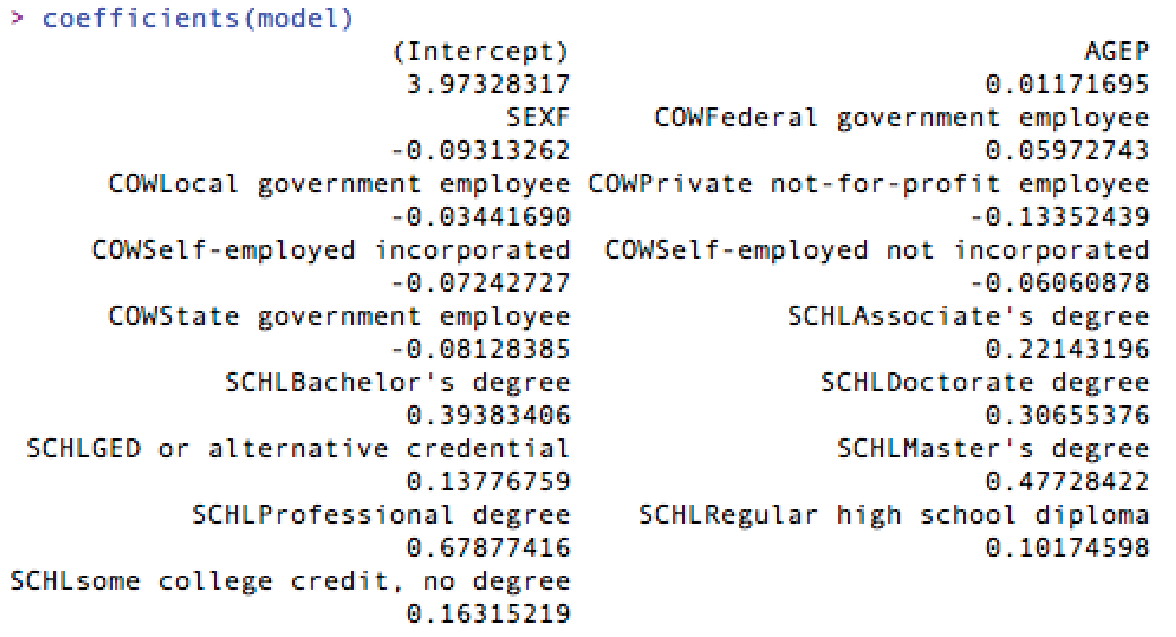 > coefficients(model)
(Intercept) AGEP
3.97328317 0.01171695
SEXF COWFederal government employee
-0.09313262 0.05972743
COWLocal government employee COWPrivate not-for-profit employee
-0.03441690 -0.13352439
COWSelf-employed incorporated COWSelf-employed not incorporated
-0.07242727 -0.06060878
COWState government employee SCHLAssociate's degree
-0.08128385 0.22143196
SCHLBachelor's degree SCHLDoctorate degree
0.39383406 0.30655376
SCHLGED or alternative credential SCHLMaster's degree
0.13776759 0.47728422
SCHLProfessional degree SCHLRegular high school diploma
0.67877416 0.10174598
SCHLsome college credit, no degree
0.16315219